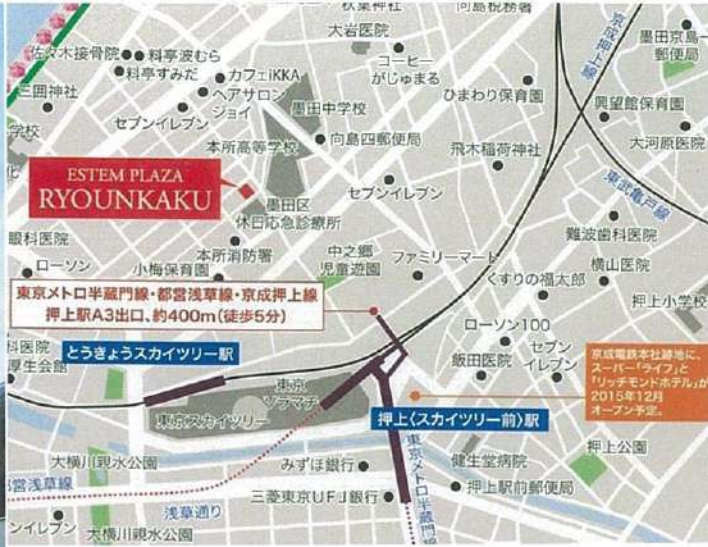 秋葉神社
向島税務署
大岩医院
佐々木接骨院
料亭波むら
料亭すみだ
三囲神社
カフェiKKA
ヘアサロン
ジョイ
セブンイレブン
コーヒー
がじゅまる
京成押上線
墨田京島一
郵便局
ひまわり保育園
興望館保育園
大河原医院
墨田中学校
向島四郵便局
本所高等学校
飛木稲荷神社
学校
ESTEM PLAZA
RYOUNKAKU
セブンイレブン
墨田区
休日応急診療所
東武亀戸線
眼科医院
ローソン
本所消防署
小梅保育園
中之郷
児童遊園
ファミリーマート
難波歯科医院
くすりの福太郎
横山医院
押上小学校
東京メトロ半蔵門線・都営浅草線・京成押上線
押上駅A3出口、約400m(徒歩5分)
ローソン100
飯田医院
セブン
イレブン
科医院
厚生会館
とうきょうスカイツリー駅
京成電鉄本社跡地に、
スーパー「ライフ」と
「リッチモンドホテル」が
2015年12月
オープン予定。
東京
ソラマチ
東京スカイツリー
押上〈スカイツリー前〉駅
大横川親水公園
みずほ銀行
東京メトロ半蔵門線
健生堂病院
押上公園
都営浅草線
浅草通り
三菱東京UFJ銀行
押上駅前郵便局
ンイレブン
大横川親水公園